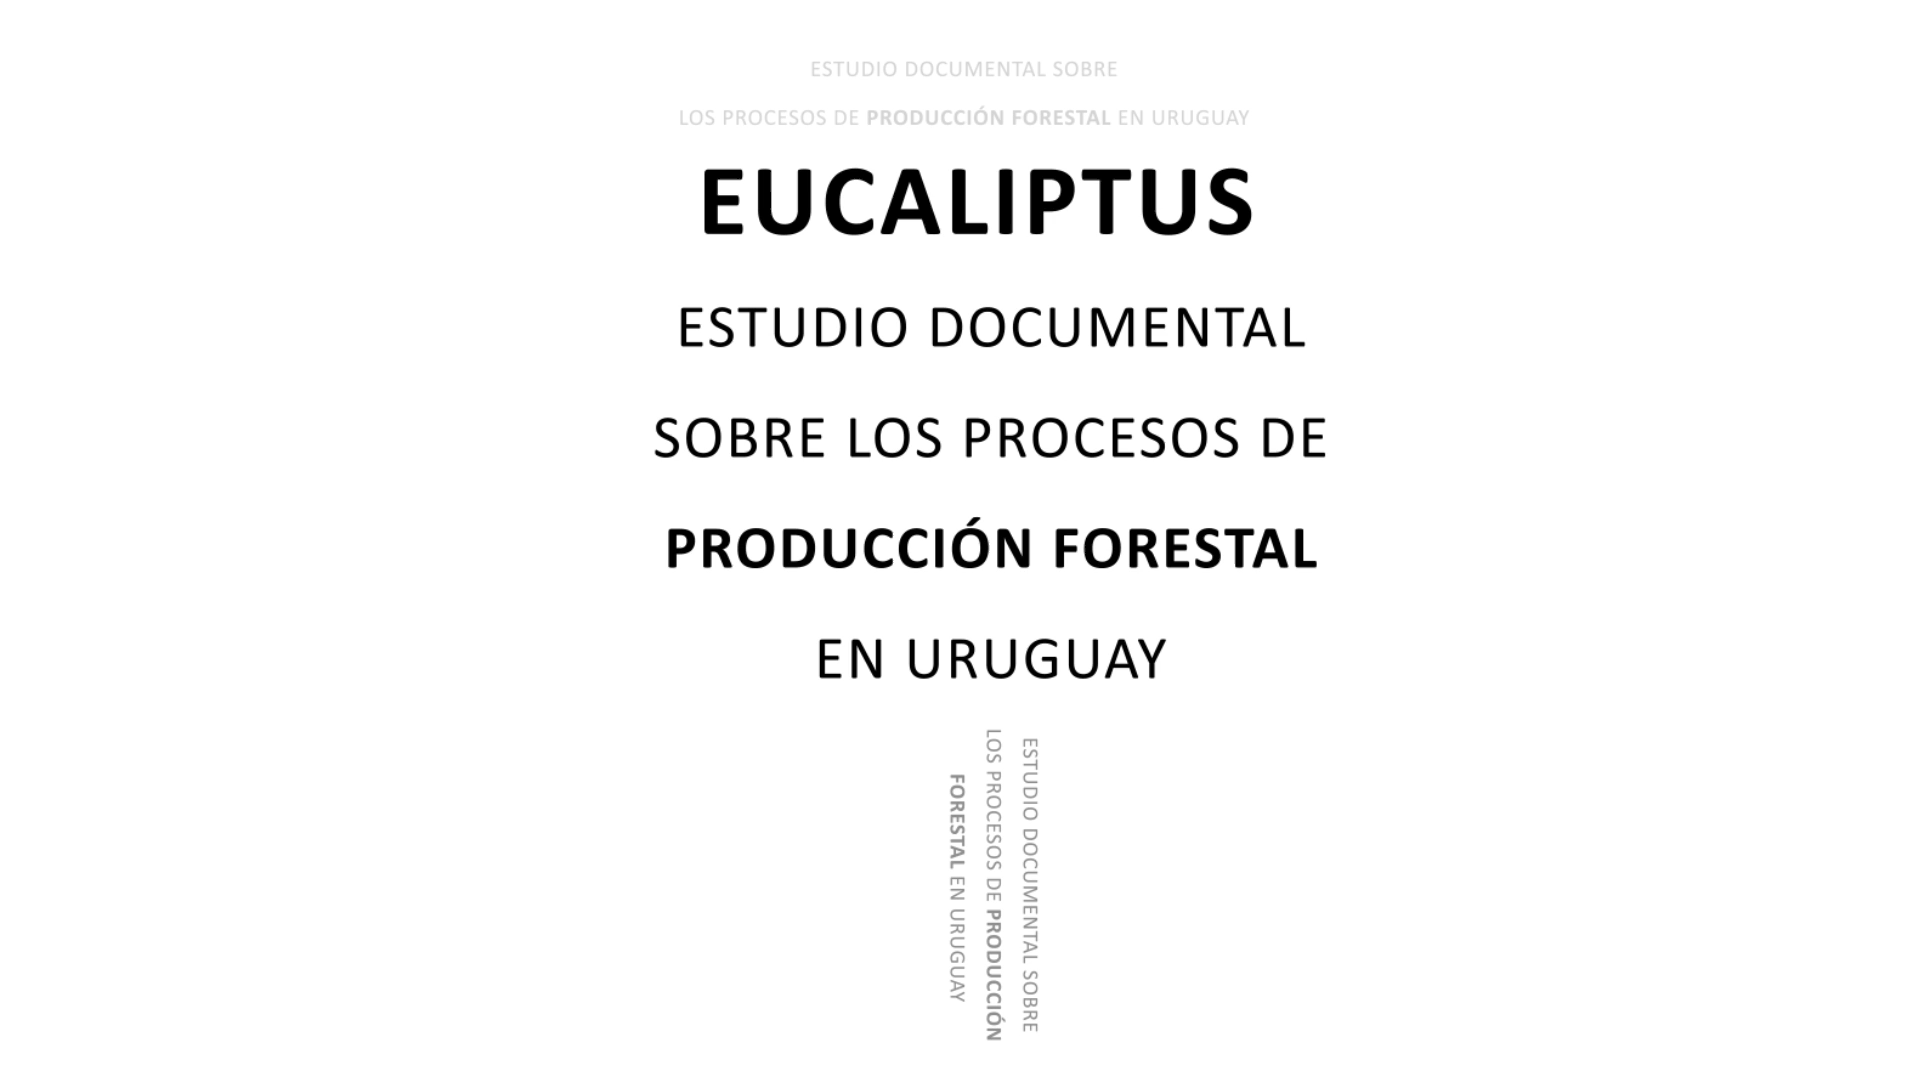 ESTUDIO DOCUMENTAL SOBRE
LOS PROCESOS DE PRODUCCIÓN FORESTAL EN URUGUAY
EUCALIPTUS
ESTUDIO DOCUMENTAL
SOBRE LOS PROCESOS DE
PRODUCCIÓN FORESTAL
EN URUGUAY
ESTUDIO DOCUMENTAL SOBRE
LOS PROCESOS DE PRODUCCIÓN
FORESTAL EN URUGUAY